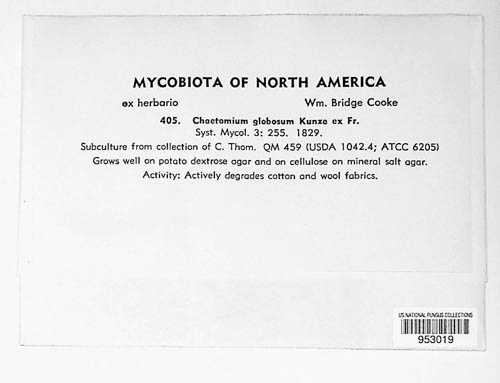 MYCOBIOTA OF NORTH AMERICA
ex herbario Wm. Bridge Cooke
405. Chaetomium globosum Kunze ex Fr.
Syst. Mycol. 3: 255. 1829.
Subculture from collection of C. Thom. QM 459 (USDA 1042.4; ATCC 6205)
Grows well on potato dextrose agar and on cellulose on mineral salt agar.
Activity: Actively degrades cotton and wool fabrics.
US NATIONAL FUNGUS COLLECTIONS
953019